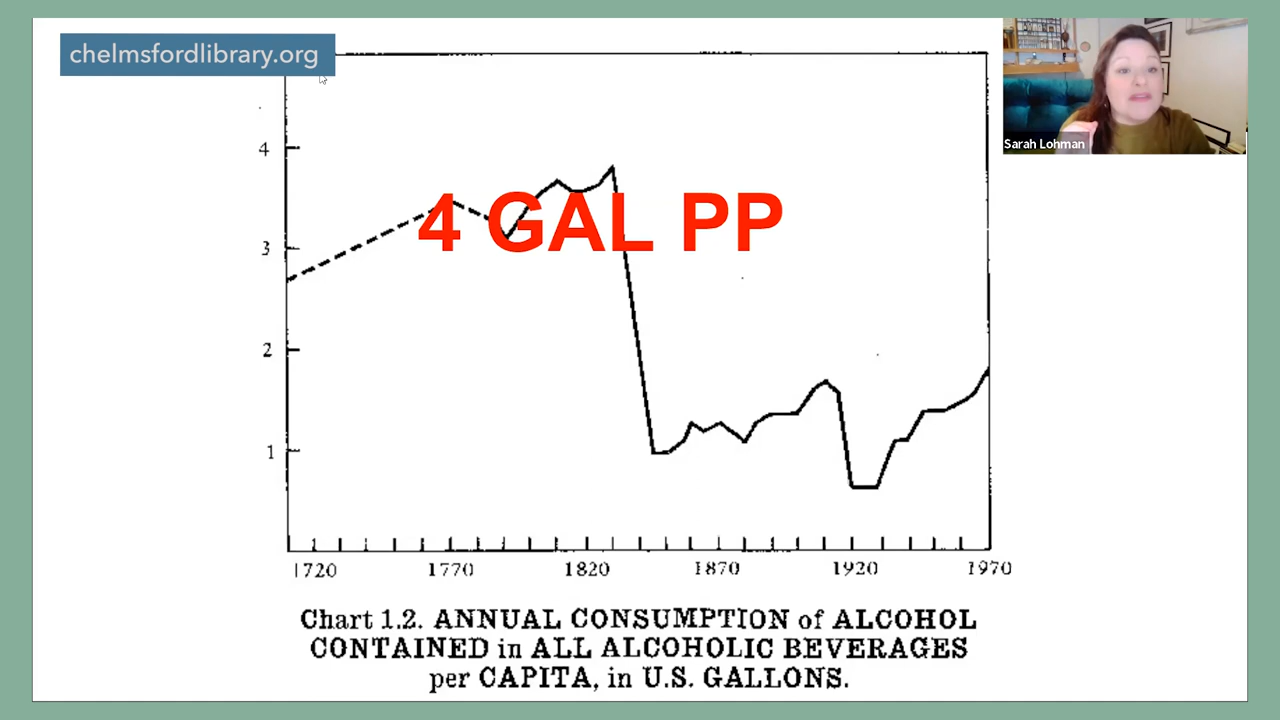 chelmsfordlibrary.org
Sarah Lohman
4
4 GAL PP
3
2
1
1720 1770 1820 1870 1920 1970
Chart 1.2. ANNUAL CONSUMPTION of ALCOHOL
CONTAINED in ALL ALCOHOLIC BEVERAGES
per CAPITA, in U.S. GALLONS.